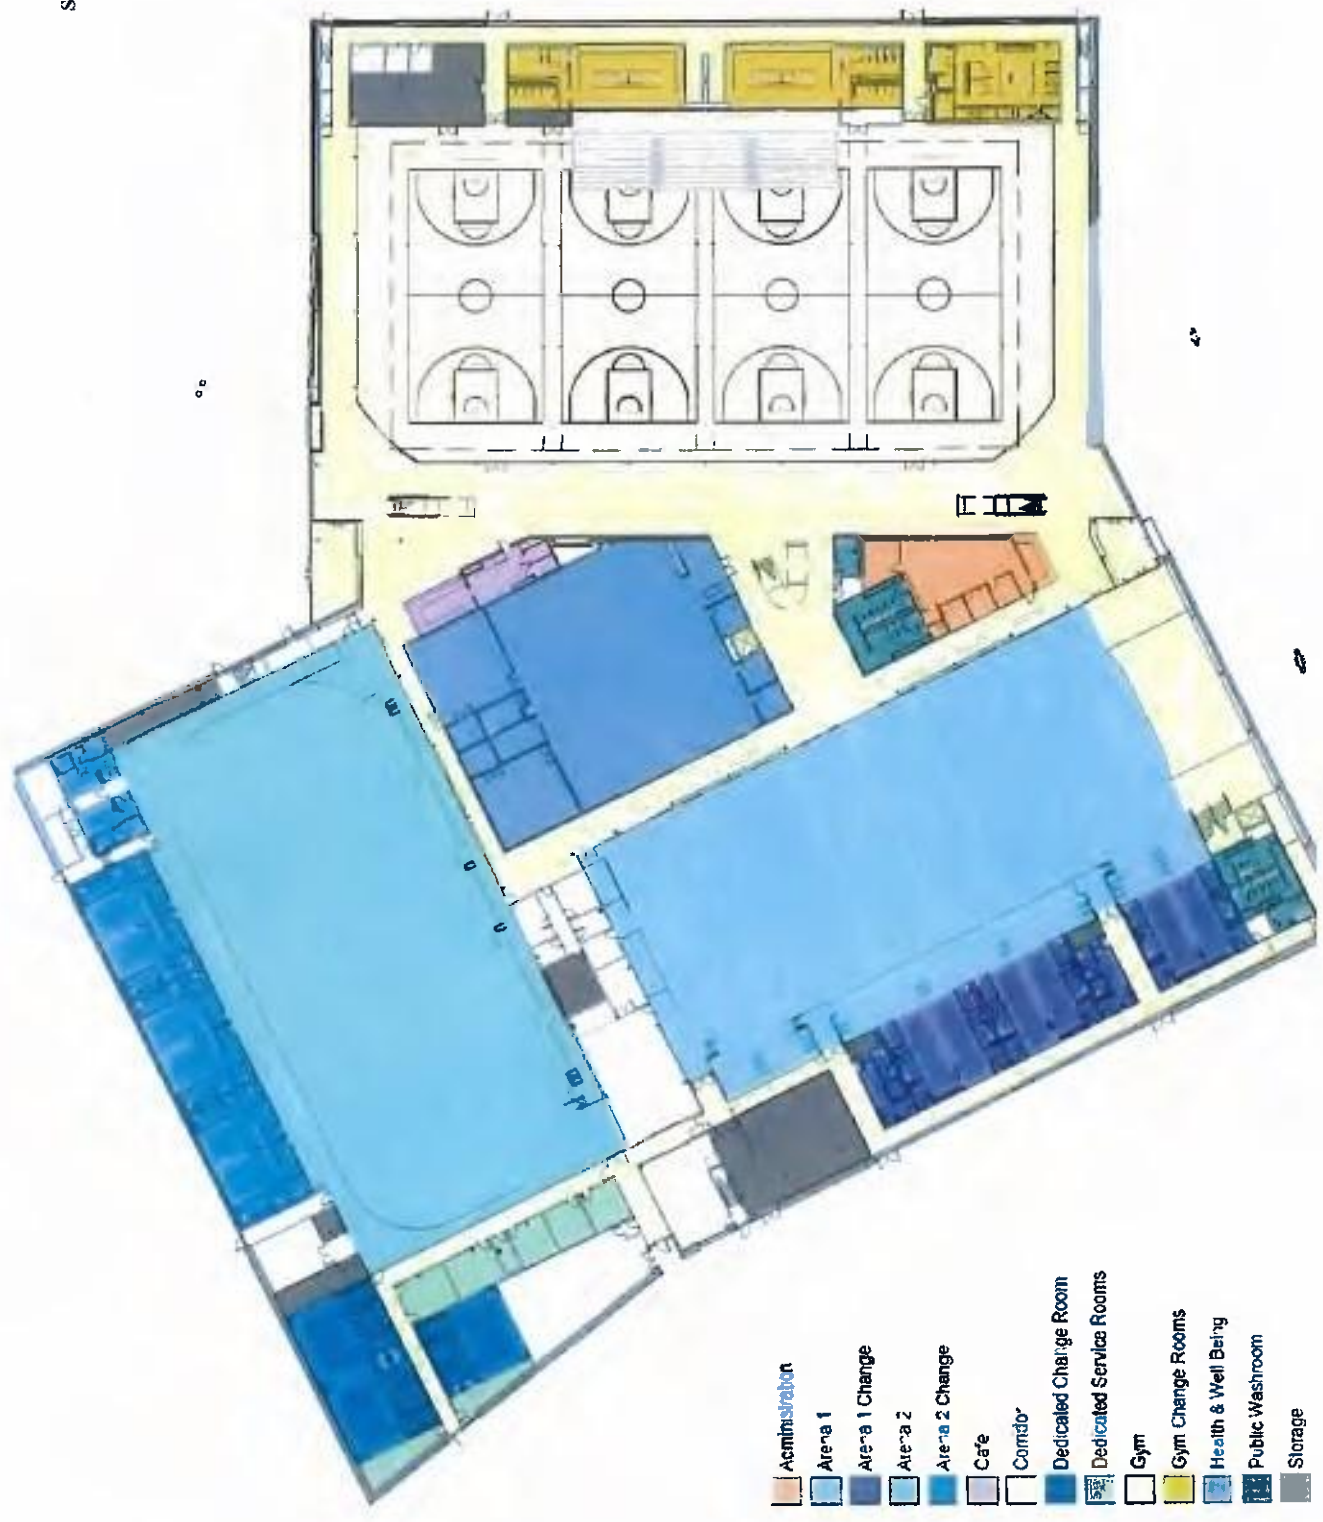 Administration
Arena 1
Arena 1 Change
Arena 2
Arena 2 Change
Cafe
Corridor
Dedicated Change Room
Dedicated Service Rooms
Gym
Gym Change Rooms
Health & Well Being
Public Washroom
Storage